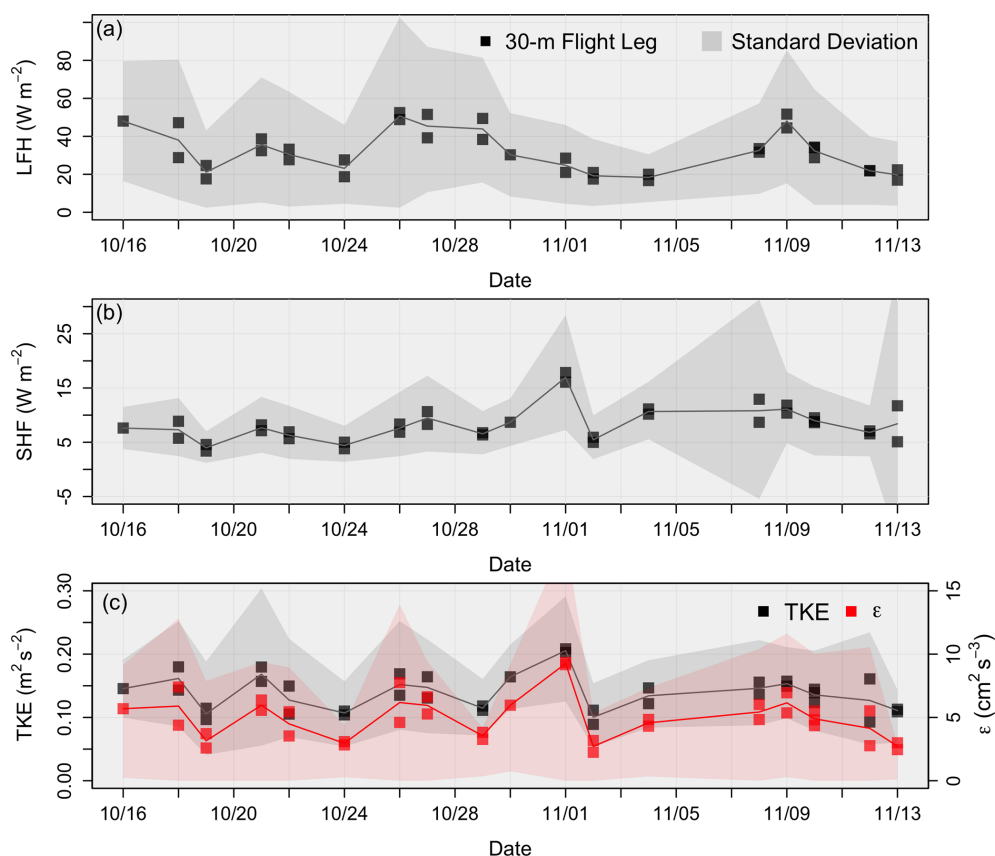 (a)
30-m Flight Leg
Standard Deviation
LFH (W m⁻²)
80
60
40
20
0
10/16 10/20 10/24 10/28 11/01 11/05 11/09 11/13
Date
(b)
SHF (W m⁻²)
25
15
5
-5
10/16 10/20 10/24 10/28 11/01 11/05 11/09 11/13
Date
(c)
TKE
ε
TKE (m² s⁻²)
0.30
0.20
0.10
0.00
15
10
5
0
ε (cm² s⁻³)
10/16 10/20 10/24 10/28 11/01 11/05 11/09 11/13
Date